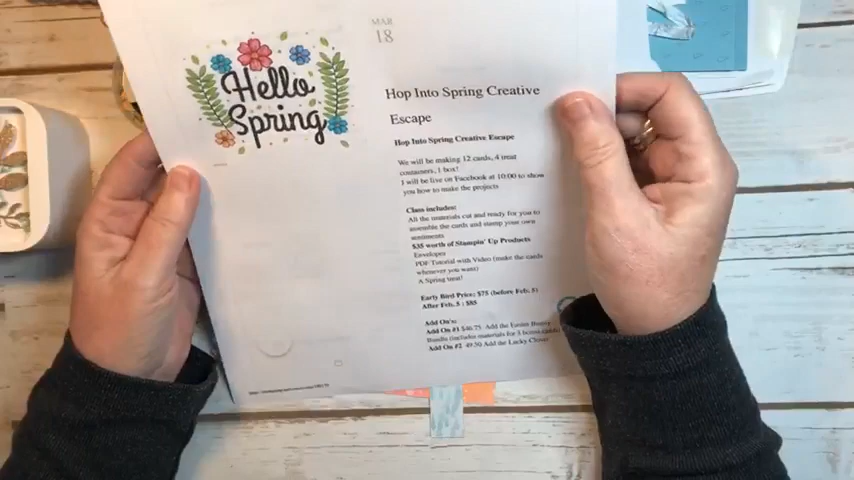 Hello
Spring
MAR
18
Hop Into Spring Creative
Escape
Hop Into Spring Creative Escape
We will be making 12 cards, 4 treat
containers, 1 box!
I will be live on Facebook at 10:00 to show
you how to make the projects
Class includes:
All the materials cut and ready for you to
assemble the cards and stamp your own
sentiments
$35 worth of Stampin' Up Products
Envelopes
PDF Tutorial with Video (make the cards
whenever you want)
A Spring treat!
Early Bird Price: $75 (before Feb. 5)
After Feb. 5 : $85
Add On's:
Add On #1 $46.75 Add the Easter Bunny
Bundle (includes materials for 3 bonus cards)
Add On #2 49.50 Add the Lucky Clover